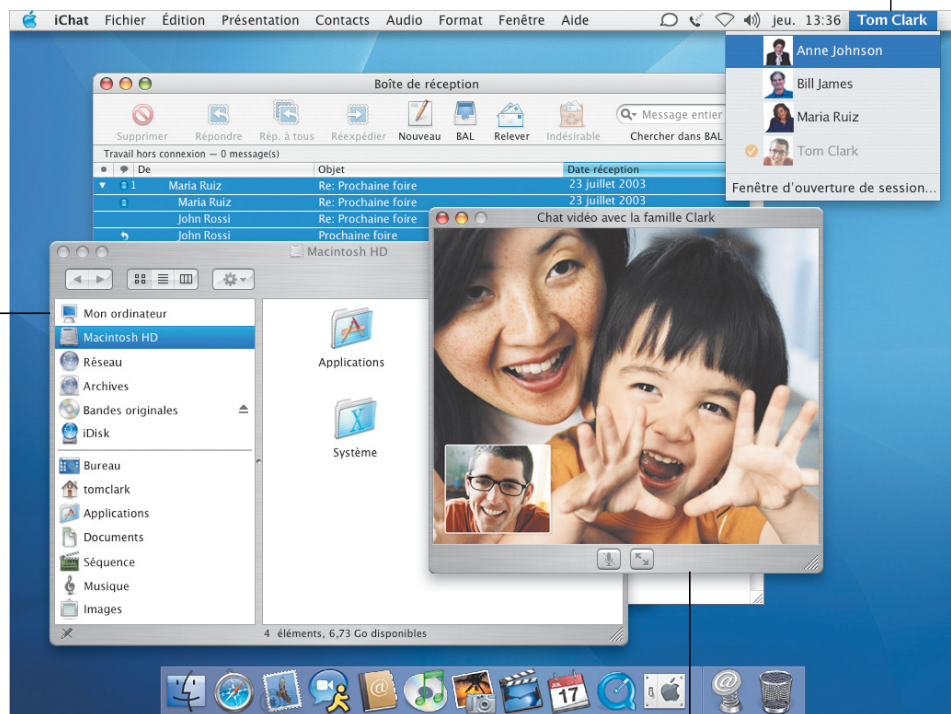 iChat Fichier Édition Présentation Contacts Audio Format Fenêtre Aide jeu. 13:36 Tom Clark
Anne Johnson
Bill James
Maria Ruiz
Tom Clark
Fenêtre d'ouverture de session...
Boîte de réception
Supprimer Répondre Rép. à tous Réexpédier Nouveau BAL Relever Indésirable Message entier
Chercher dans BAL
Travail hors connexion — 0 message(s)
De Objet Date réception
1 Maria Ruiz Re: Prochaine foire 23 juillet 2003
Maria Ruiz Re: Prochaine foire 23 juillet 2003
John Rossi Re: Prochaine foire
John Rossi Prochaine foire
Chat vidéo avec la famille Clark
Macintosh HD
Mon ordinateur
Macintosh HD
Réseau
Archives
Bandes originales
iDisk
Bureau
tomclark
Applications
Documents
Séquence
Musique
Images
Applications
Système
4 éléments, 6,73 Go disponibles
JUL
17